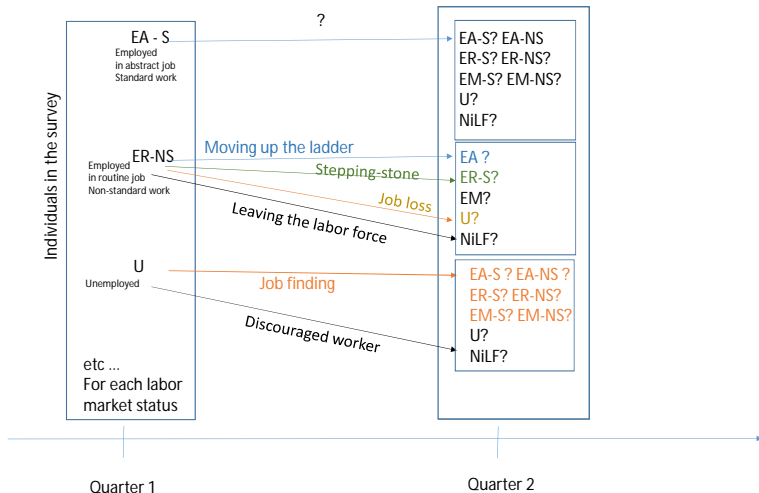 ?
EA - S
Employed
in abstract job
Standard work
EA-S? EA-NS
ER-S? ER-NS?
EM-S? EM-NS?
U?
NiLF?
Individuals in the survey
ER-NS
Employed
in routine job
Non-standard work
Moving up the ladder
Stepping-stone
Job loss
Leaving the labor force
EA ?
ER-S?
EM?
U?
NiLF?
U
Unemployed
Job finding
Discouraged worker
EA-S ? EA-NS ?
ER-S? ER-NS?
EM-S? EM-NS?
U?
NiLF?
etc ...
For each labor
market status
Quarter 1
Quarter 2